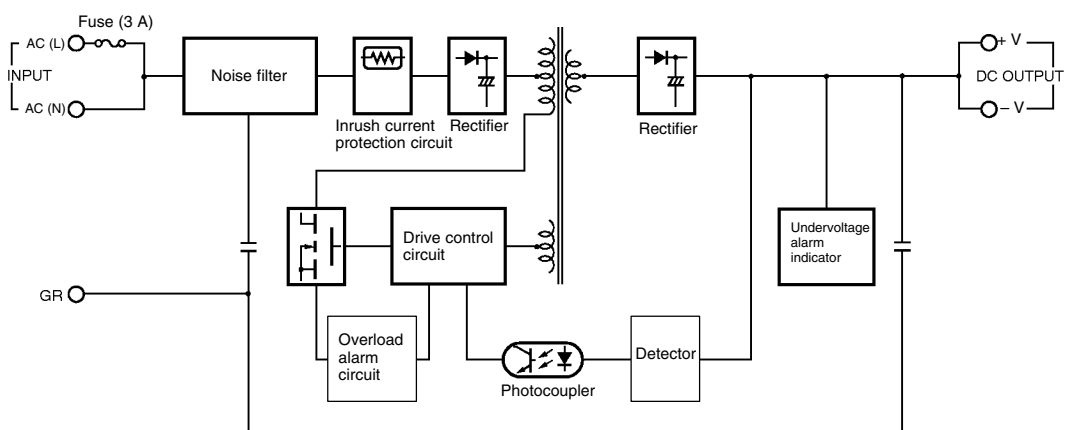 Fuse (3 A)
AC (L)
INPUT
AC (N)
Noise filter
Inrush current
protection circuit
Rectifier
Rectifier
+ V
DC OUTPUT
– V
Drive control
circuit
Undervoltage
alarm
indicator
GR
Overload
alarm
circuit
Photocoupler
Detector